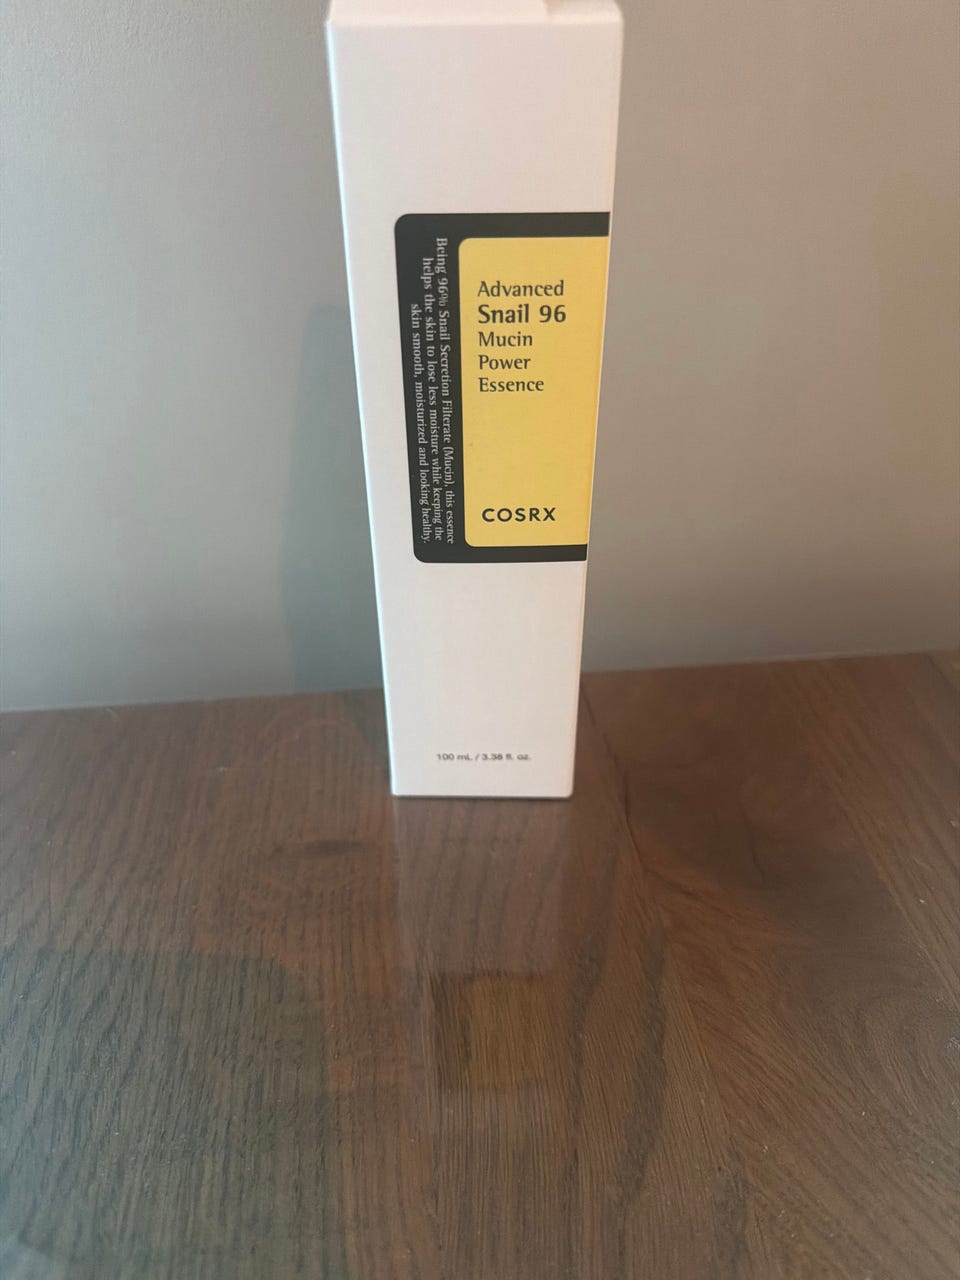 Advanced
Snail 96
Mucin
Power
Essence
COSRX
Being 96% Snail Secretion Filterate (Mucin), this essence
helps the skin to lose less moisture while keeping the
skin smooth, moisturized and looking healthy.
100 mL / 3.38 fl. oz.